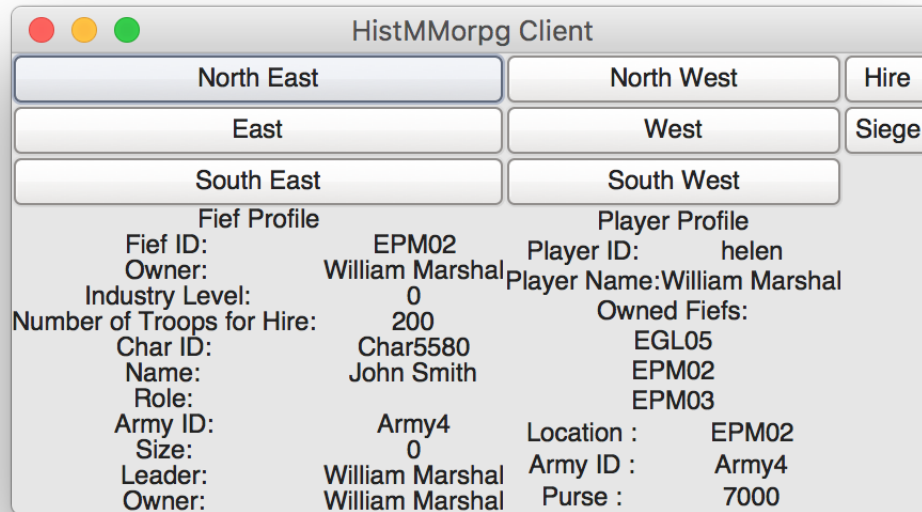 HistMMorpg Client
North East North West Hire
East West Siege
South East South West
Fief Profile
Fief ID: EPM02
Owner: William Marshal
Industry Level: 0
Number of Troops for Hire: 200
Char ID: Char5580
Name: John Smith
Role:
Army ID: Army4
Size: 0
Leader: William Marshal
Owner: William Marshal
Player Profile
Player ID: helen
Player Name:William Marshal
Owned Fiefs:
EGL05
EPM02
EPM03
Location : EPM02
Army ID : Army4
Purse : 7000